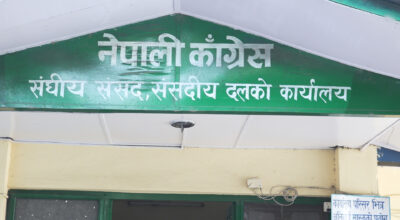 नेपाली काँग्रेस
संघीय संसद, संसदीय दलको कार्यालय